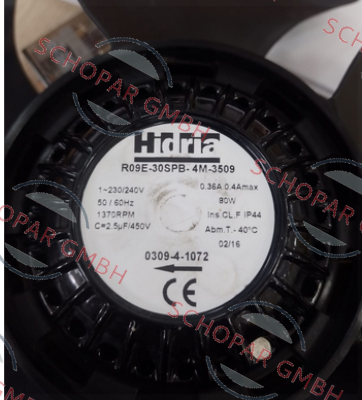 Hidria
R09E-30SPB-4M-3509
1~230/240V 0.36A 0.4Amax
50/60Hz 80W
1370RPM Ins.CL.F IP44
C=2.5µF/450V Abm.T.-40°C
02/16
0309-4-1072
CE
SCHOPAR GMBH
SCHOPAR GMBH
SCHOPAR GMBH
SCHOPAR GMBH
SCHOPAR GMBH